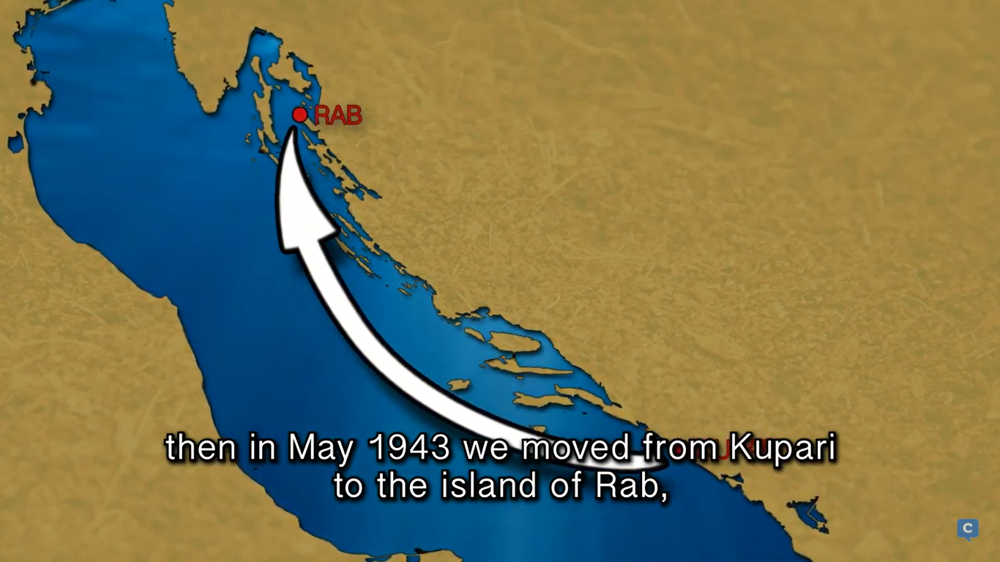 RAB
then in May 1943 we moved from Kupari
to the island of Rab,
C